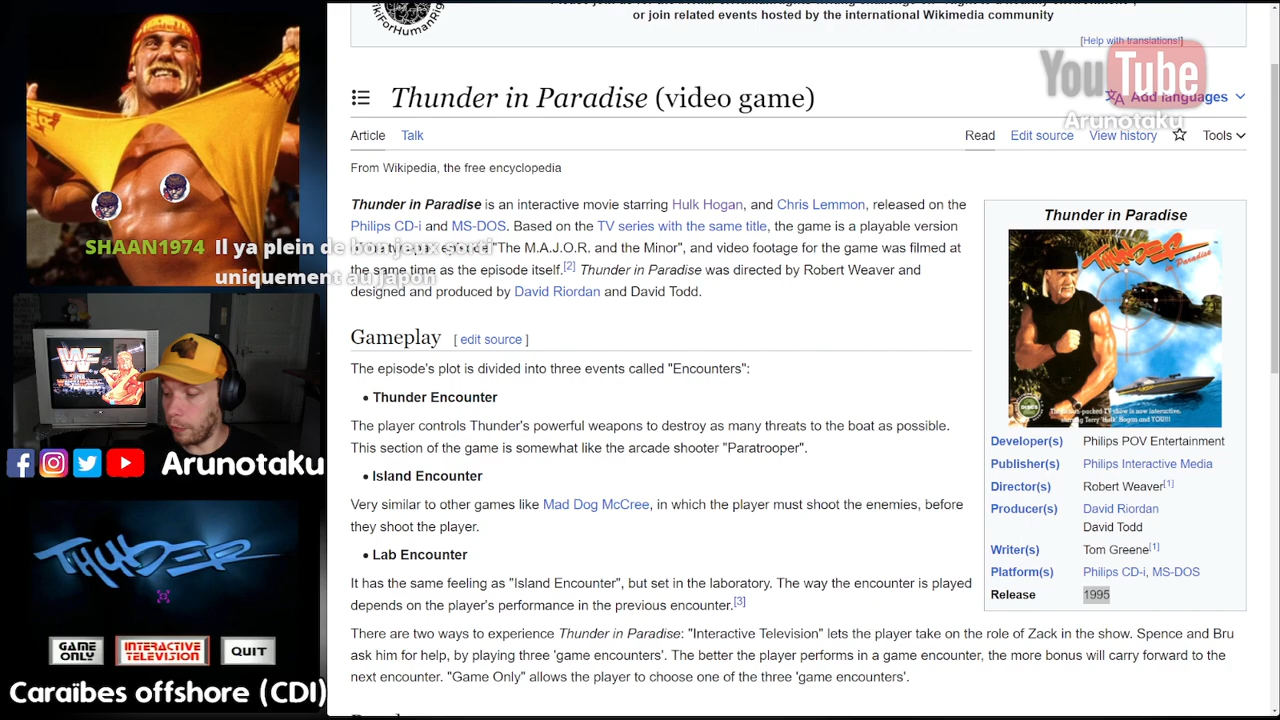 or join related events hosted by the international Wikimedia community
[Help with translations!]
YouTube
Arunotaku
Thunder in Paradise (video game)
Add languages
Article Talk
Read Edit source View history Tools
From Wikipedia, the free encyclopedia
Thunder in Paradise is an interactive movie starring Hulk Hogan, and Chris Lemmon, released on the
Philips CD-i and MS-DOS. Based on the TV series with the same title, the game is a playable version
"The M.A.J.O.R. and the Minor", and video footage for the game was filmed at
the same time as the episode itself.[2] Thunder in Paradise was directed by Robert Weaver and
designed and produced by David Riordan and David Todd.
SHAAN1974 Il ya plein de bon jeux sorti
uniquement au japon
Gameplay [ edit source ]
The episode's plot is divided into three events called "Encounters":
• Thunder Encounter
The player controls Thunder's powerful weapons to destroy as many threats to the boat as possible.
This section of the game is somewhat like the arcade shooter "Paratrooper".
• Island Encounter
Very similar to other games like Mad Dog McCree, in which the player must shoot the enemies, before
they shoot the player.
• Lab Encounter
It has the same feeling as "Island Encounter", but set in the laboratory. The way the encounter is played
depends on the player's performance in the previous encounter.[3]
There are two ways to experience Thunder in Paradise: "Interactive Television" lets the player take on the role of Zack in the show. Spence and Bru
ask him for help, by playing three 'game encounters'. The better the player performs in a game encounter, the more bonus will carry forward to the
next encounter. "Game Only" allows the player to choose one of the three 'game encounters'.
Thunder in Paradise
THUNDER
in Paradise
Developer(s) Philips POV Entertainment
Publisher(s) Philips Interactive Media
Director(s) Robert Weaver[1]
Producer(s) David Riordan
David Todd
Writer(s) Tom Greene[1]
Platform(s) Philips CD-i, MS-DOS
Release 1995
WF
Arunotaku
THUNDER
GAME
ONLY
INTERACTIVE
TELEVISION
QUIT
Caraïbes offshore (CDI)